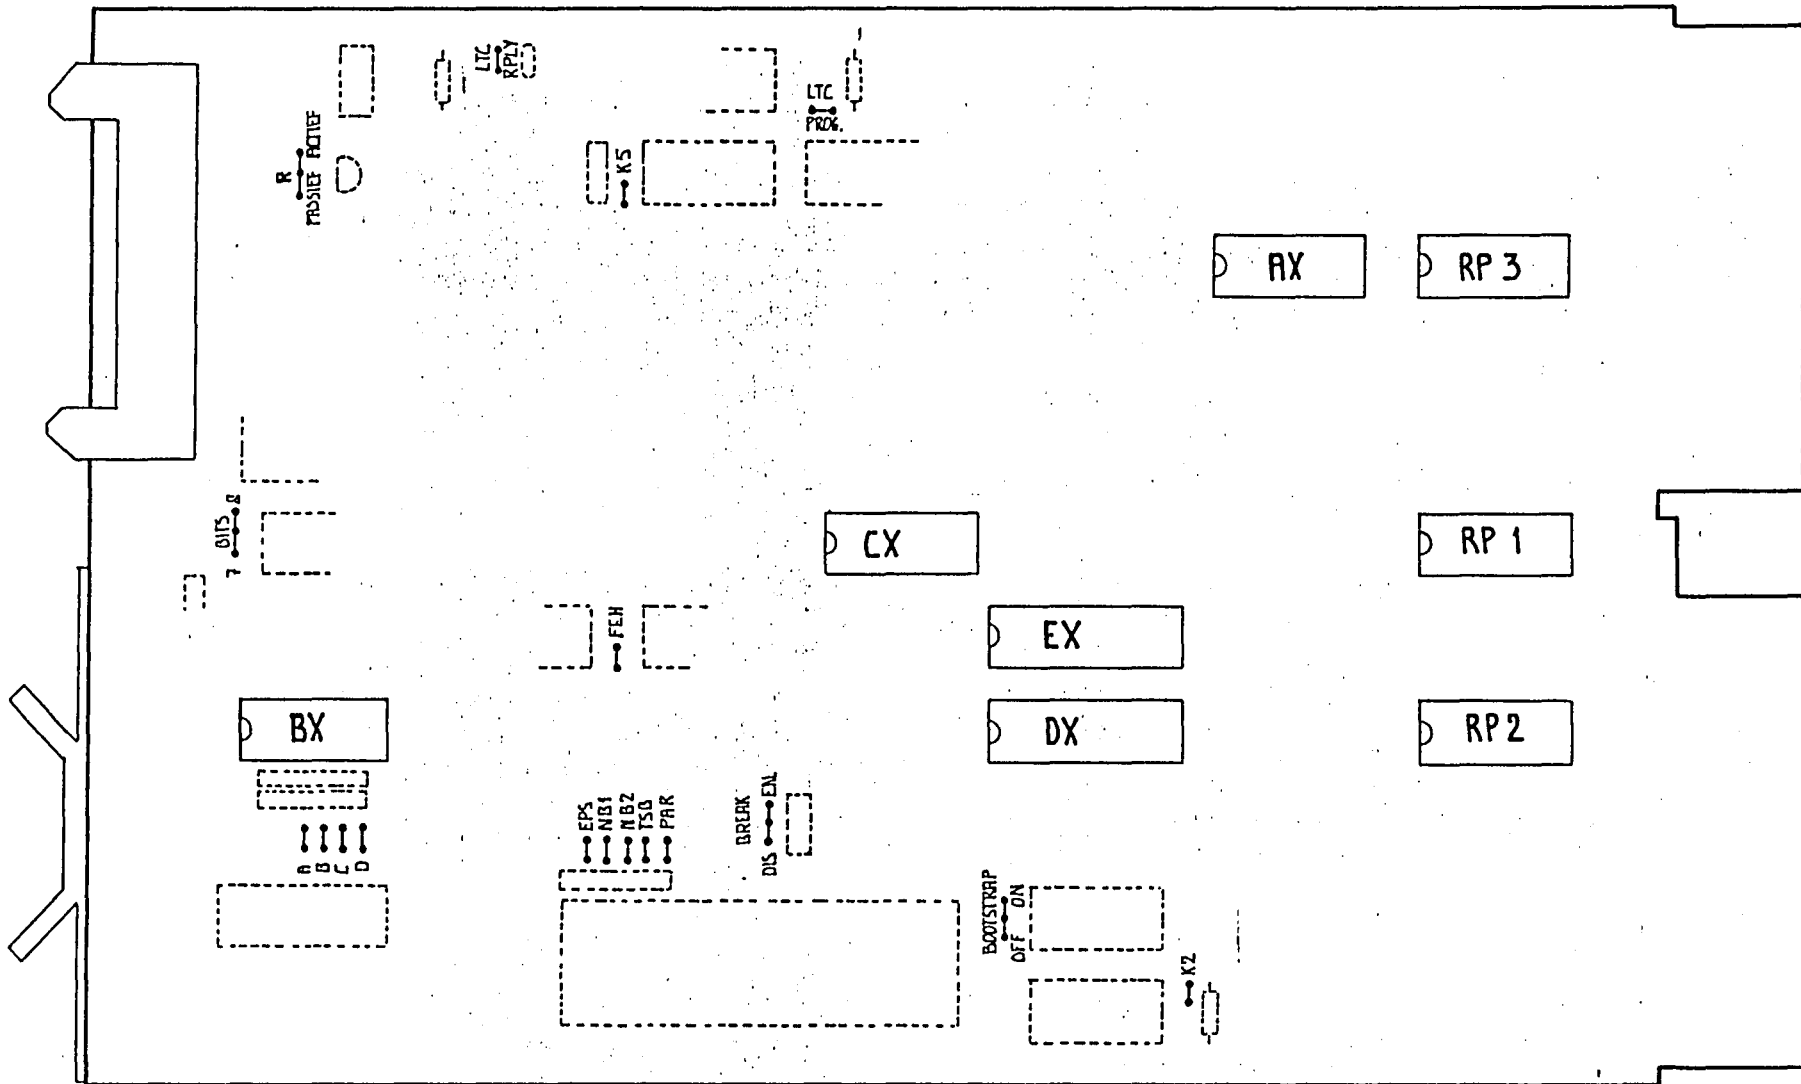 LTC
RPLY
LTC
PROG.
R
PASSIEF ACTIEF
K5
AX
RP 3
7 BITS 8
CX
RP 1
FEH
EX
BX
DX
RP 2
EPS
NB1
NB2
TSB
PAR
BREAK
DIS ENL
A
B
C
D
BOOTSTRAP
OFF ON
K2